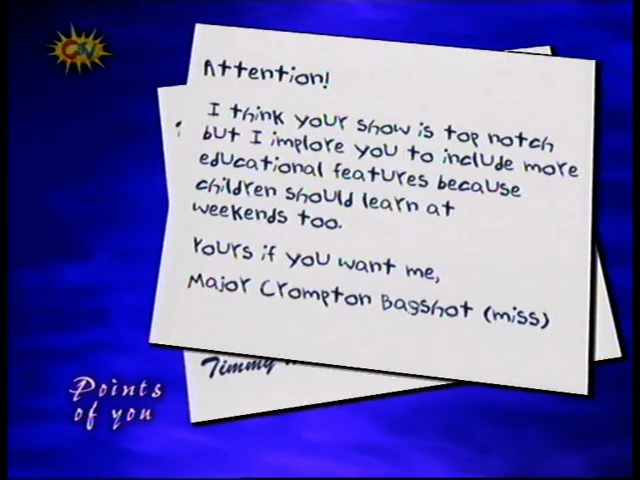 CiTV
Attention!
I think your show is top notch
but I implore you to include more
educational features because
children should learn at
weekends too.
Yours if you want me,
Major Crompton Bagshot (miss)
Timmy
Points
of you